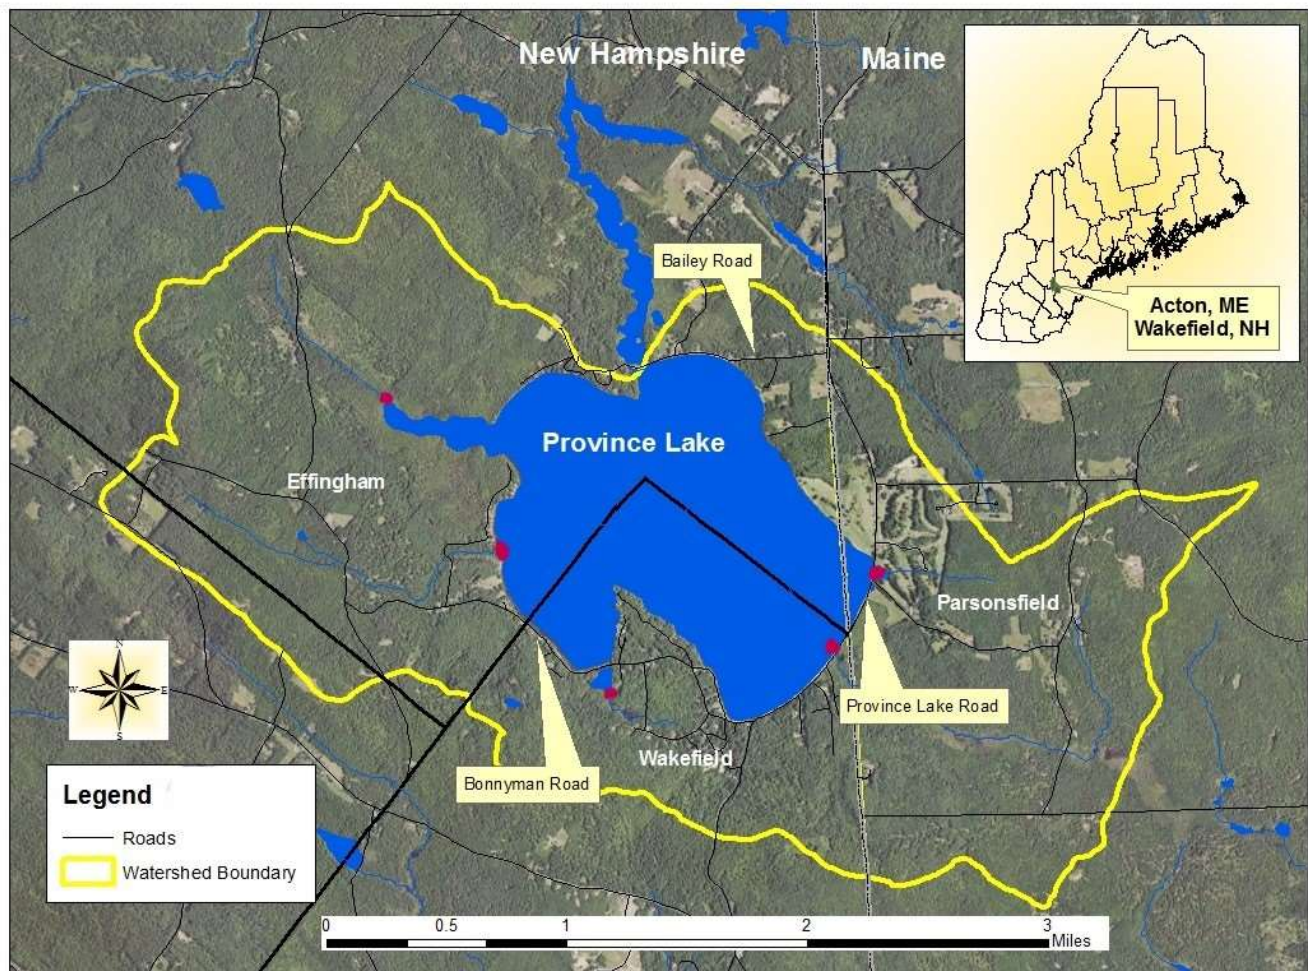 New Hampshire
Maine
Bailey Road
Acton, ME
Wakefield, NH
Province Lake
Effingham
Parsonsfield
Province Lake Road
Wakefield
Bonnyman Road
N
W
E
S
Legend
Roads
Watershed Boundary
0 0.5 1 2 3
Miles